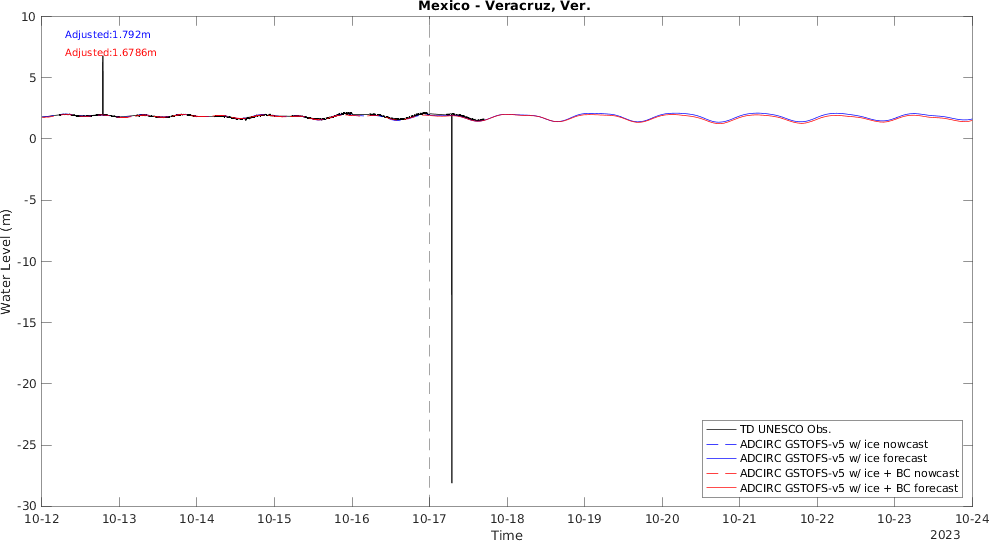 Mexico - Veracruz, Ver.
10
Adjusted:1.792m
Adjusted:1.6786m
5
0
-5
-10
-15
-20
-25
-30
Water Level (m)
TD UNESCO Obs.
ADCIRC GSTOFS-v5 w/ ice nowcast
ADCIRC GSTOFS-v5 w/ ice forecast
ADCIRC GSTOFS-v5 w/ ice + BC nowcast
ADCIRC GSTOFS-v5 w/ ice + BC forecast
10-12 10-13 10-14 10-15 10-16 10-17 10-18 10-19 10-20 10-21 10-22 10-23 10-24
Time
2023